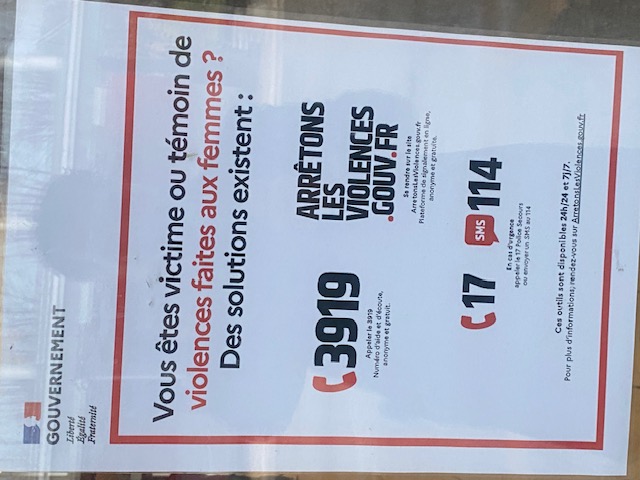 GOUVERNEMENT
Liberté
Égalité
Fraternité
Vous êtes victime ou témoin de
violences faites aux femmes ?
Des solutions existent :
3919
Appeler le 3919
Numéro d'aide et d'écoute,
anonyme et gratuit.
ARRÊTONS
LES
VIOLENCES
.GOUV.FR
Se rendre sur le site
ArretonsLesViolences.gouv.fr
Plateforme de signalement en ligne,
anonyme et gratuite.
17
SMS 114
En cas d'urgence
appeler le 17 Police Secours
ou envoyer un SMS au 114
Ces outils sont disponibles 24h/24 et 7J/7.
Pour plus d'informations, rendez-vous sur ArretonsLesViolences.gouv.fr